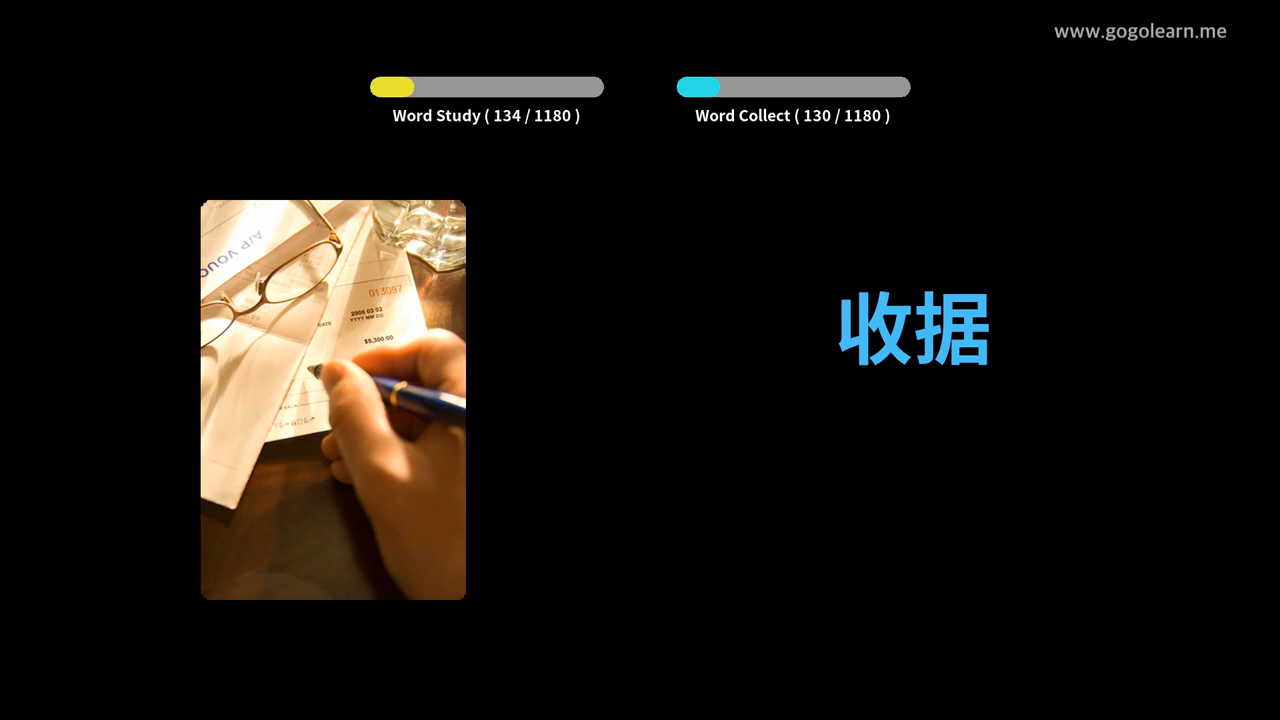 www.gogolearn.me
Word Study ( 134 / 1180 )
Word Collect ( 130 / 1180 )
A/P VOUC
013097
2006 03 02
DATE
YYYY MM DD
$5,300.00
收据